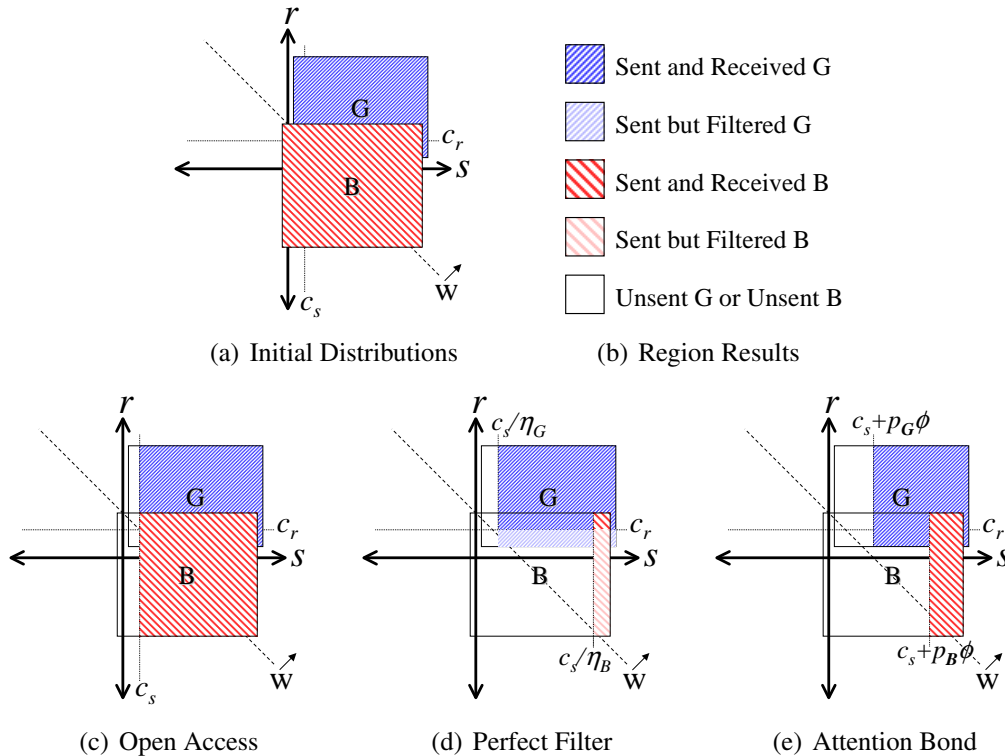 r
G
c_r
s
B
c_s
w
(a) Initial Distributions
Sent and Received G
Sent but Filtered G
Sent and Received B
Sent but Filtered B
Unsent G or Unsent B
(b) Region Results
r
G
c_r
s
B
c_s
w
(c) Open Access
r
c_s/η_G
G
c_r
s
B
c_s/η_B
w
(d) Perfect Filter
r
c_s+p_Gϕ
G
c_r
s
B
c_s+p_Bϕ
w
(e) Attention Bond